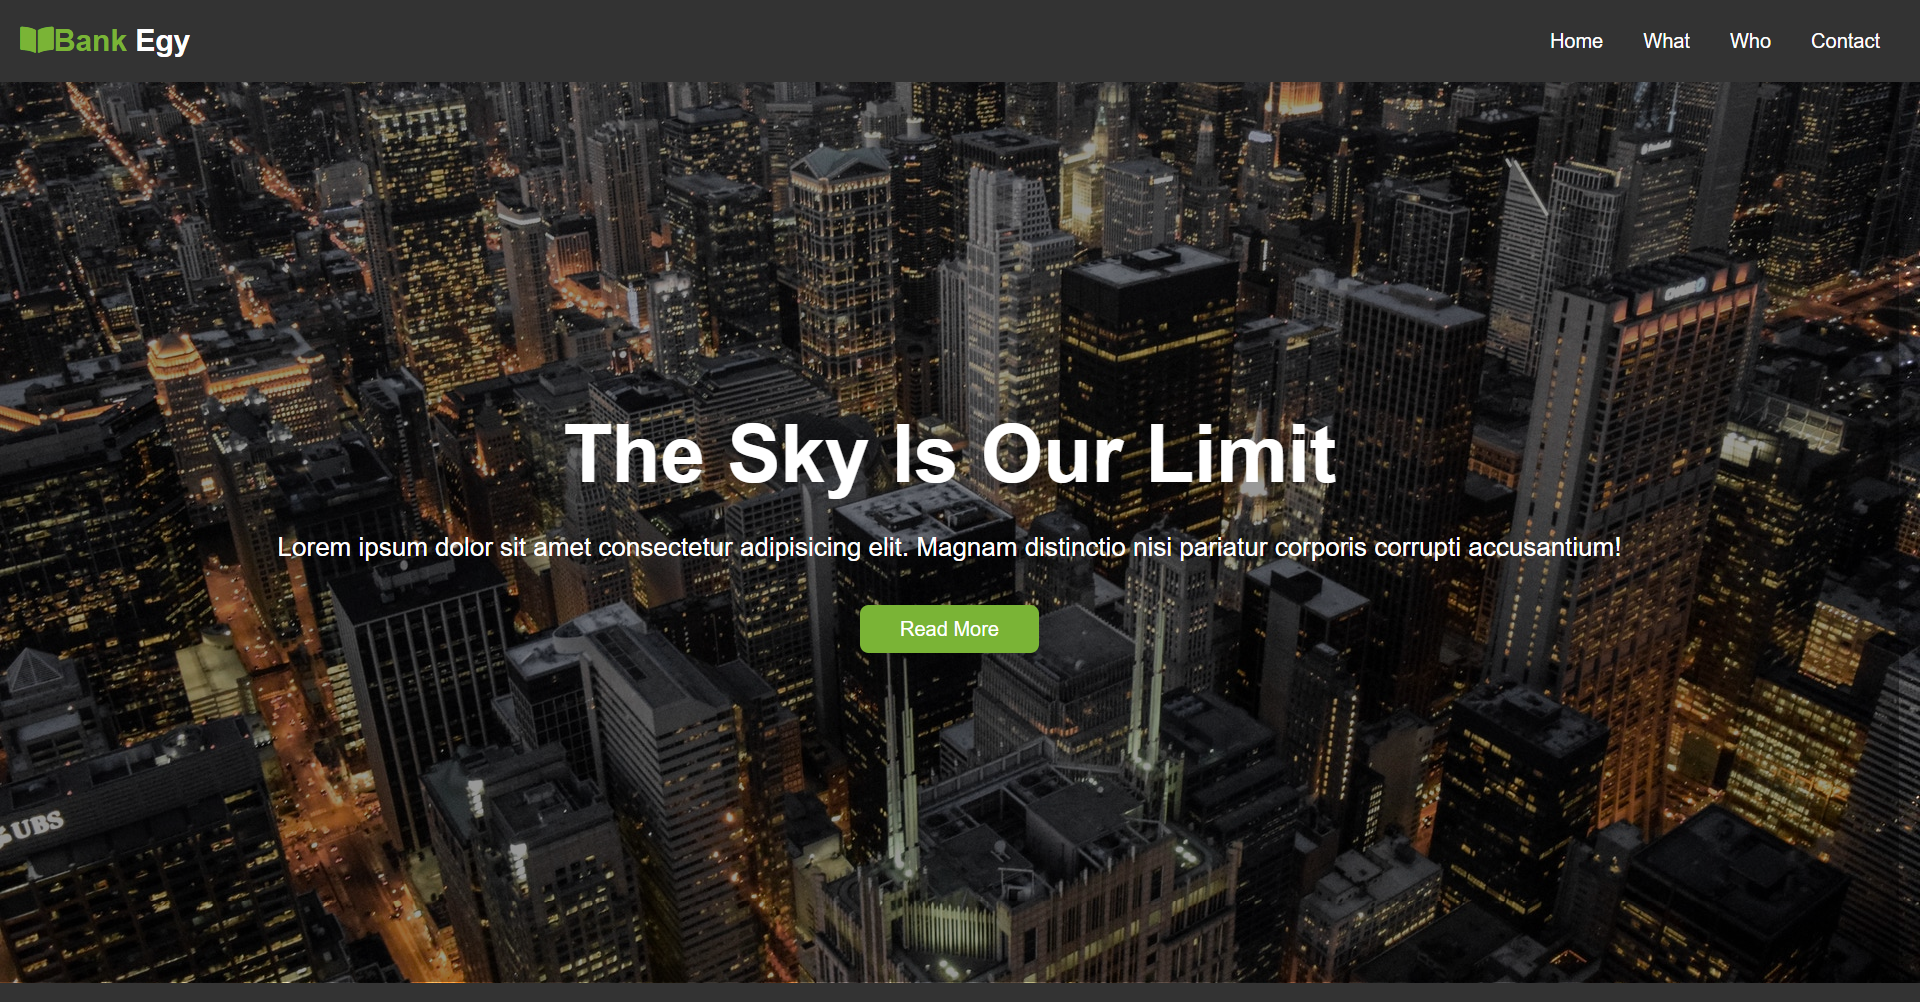 Bank Egy
Home What Who Contact
The Sky Is Our Limit
Lorem ipsum dolor sit amet consectetur adipisicing elit. Magnam distinctio nisi pariatur corporis corrupti accusantium!
Read More
UBS